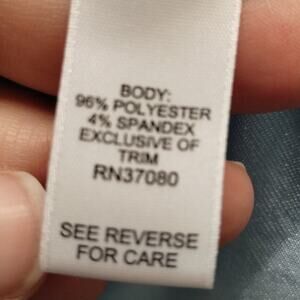 BODY:
96% POLYESTER
4% SPANDEX
EXCLUSIVE OF
TRIM
RN37080
SEE REVERSE
FOR CARE